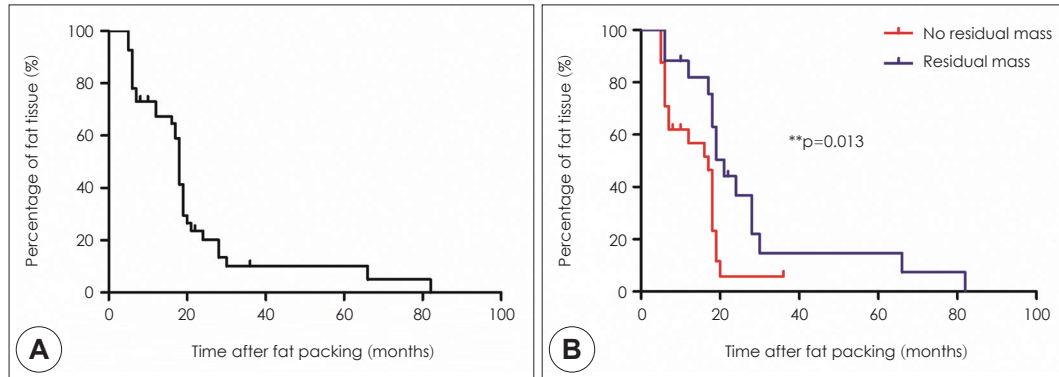 Percentage of fat tissue (%)
100
80
60
40
20
0
0 20 40 60 80 100
Time after fat packing (months)
A
Percentage of fat tissue (%)
100
80
60
40
20
0
No residual mass
Residual mass
**p=0.013
0 20 40 60 80 100
Time after fat packing (months)
B